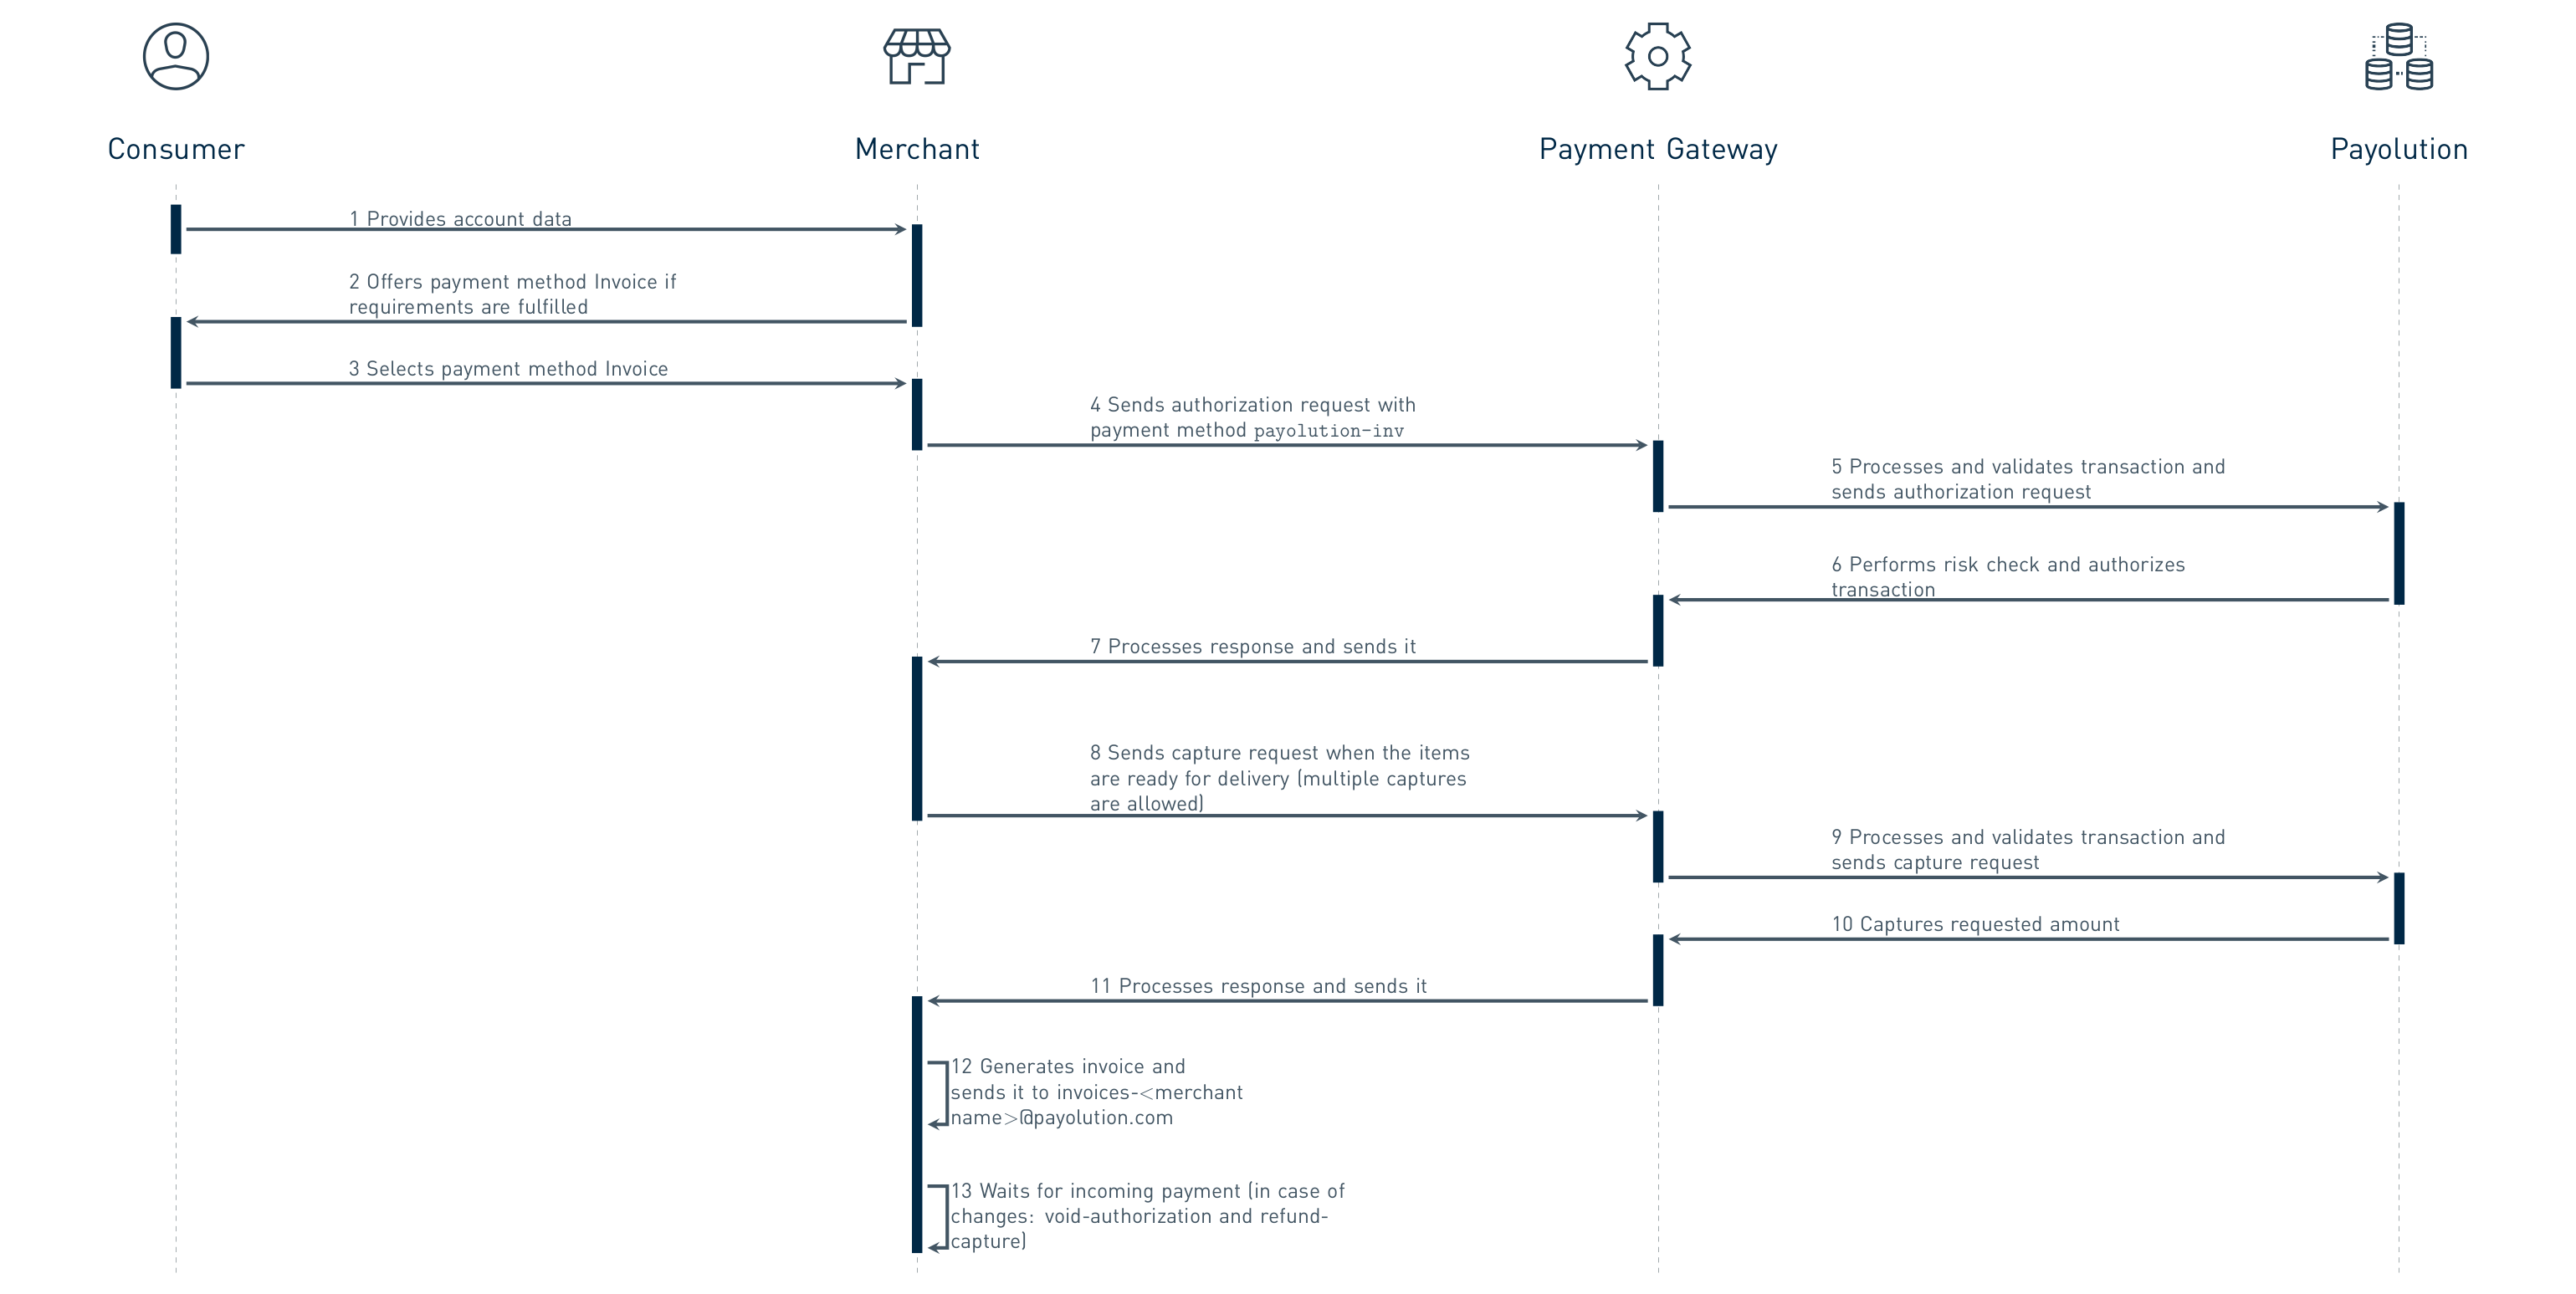 Consumer
Merchant
Payment Gateway
Payolution
1 Provides account data
2 Offers payment method Invoice if
requirements are fulfilled
3 Selects payment method Invoice
4 Sends authorization request with
payment method payolution-inv
5 Processes and validates transaction and
sends authorization request
6 Performs risk check and authorizes
transaction
7 Processes response and sends it
8 Sends capture request when the items
are ready for delivery (multiple captures
are allowed)
9 Processes and validates transaction and
sends capture request
10 Captures requested amount
11 Processes response and sends it
12 Generates invoice and
sends it to invoices-<merchant
name>@payolution.com
13 Waits for incoming payment (in case of
changes: void-authorization and refund-
capture)